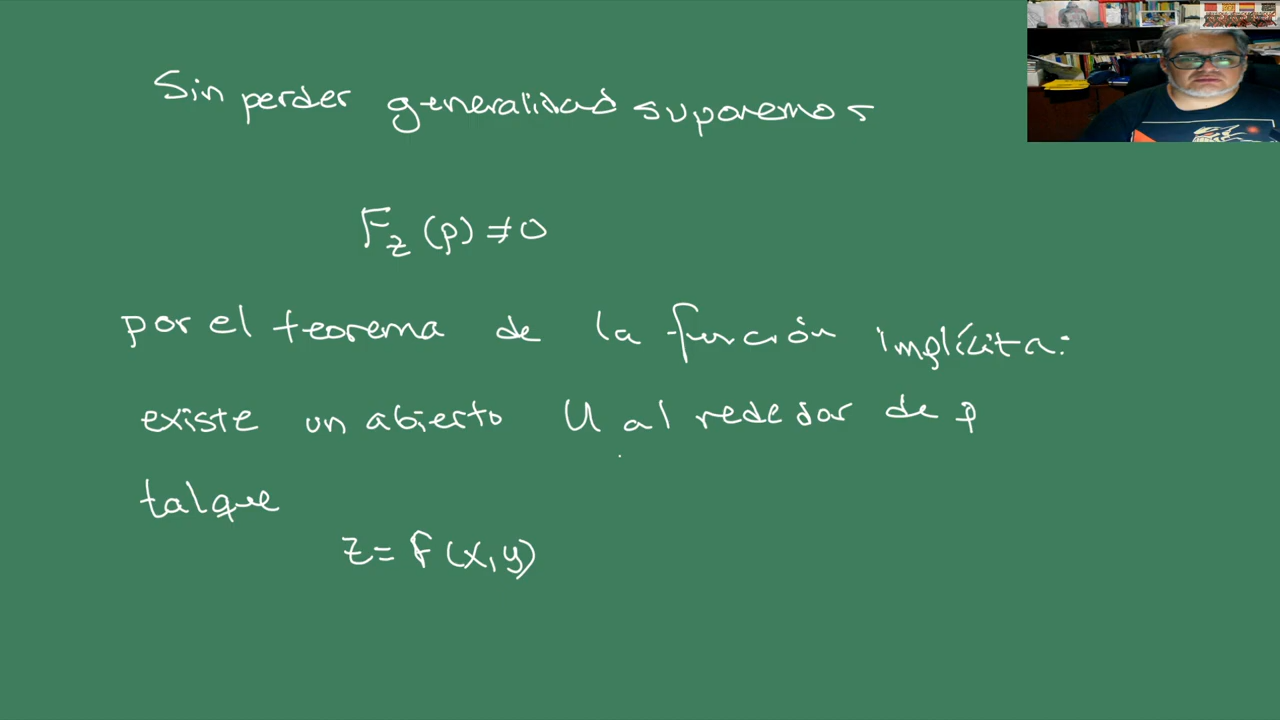 Sin perder generalidad suponemos
F_z (p) ≠ 0
por el teorema de la función implícita:
existe un abierto U al rededor de p
tal que
z = f(x,y)